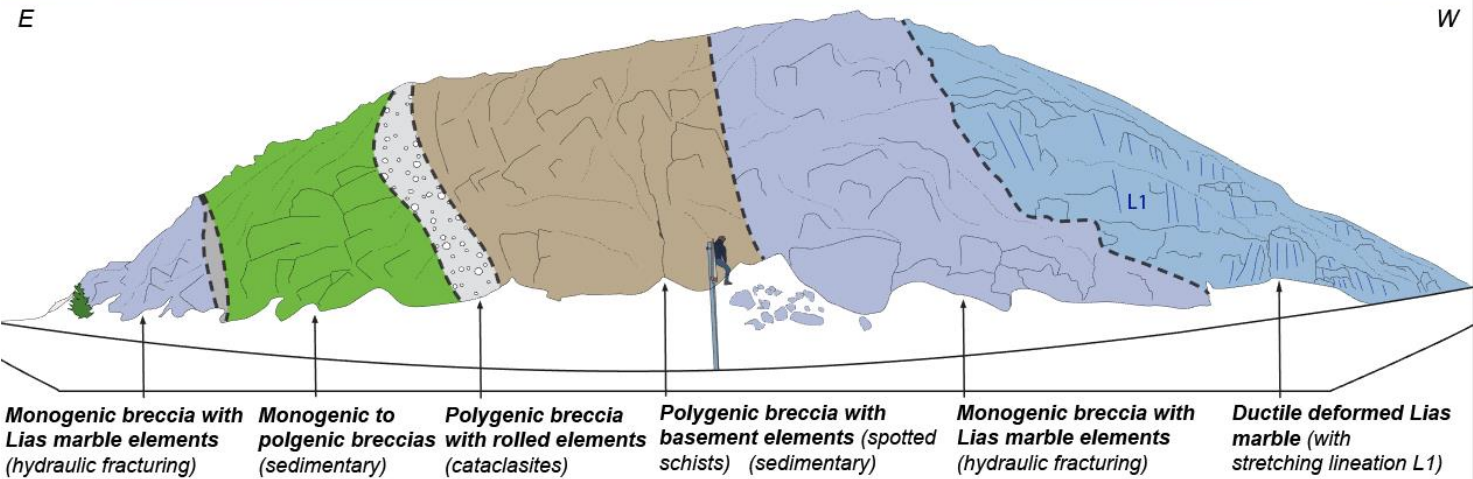 E
W
L1
Monogenic breccia with
Lias marble elements
(hydraulic fracturing)
Monogenic to
polgenic breccias
(sedimentary)
Polygenic breccia
with rolled elements
(cataclasites)
Polygenic breccia with
basement elements (spotted
schists) (sedimentary)
Monogenic breccia with
Lias marble elements
(hydraulic fracturing)
Ductile deformed Lias
marble (with
stretching lineation L1)